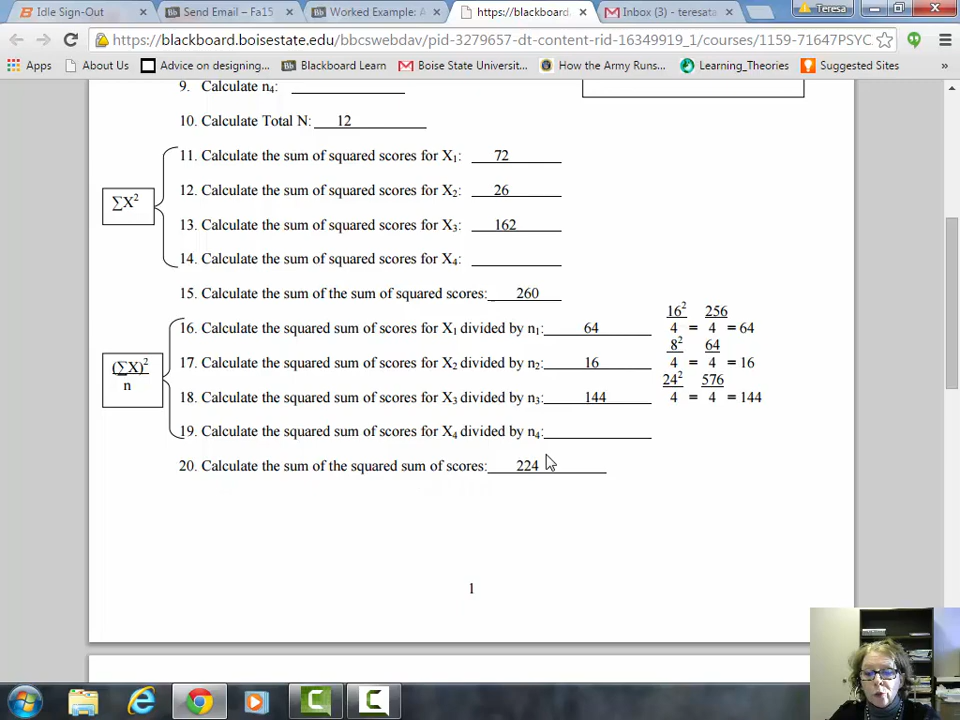 Idle Sign-Out
Send Email – Fa15
Worked Example: A
https://blackboard.boisest
Inbox (3) - teresata
Teresa
https://blackboard.boisestate.edu/bbcswebdav/pid-3279657-dt-content-rid-16349919_1/courses/1159-71647PSYC
Apps
About Us
Advice on designing...
Blackboard Learn
Boise State Universit...
How the Army Runs...
Learning_Theories
Suggested Sites
»
9. Calculate n4:
10. Calculate Total N: 12
11. Calculate the sum of squared scores for X1: 72
∑X²
12. Calculate the sum of squared scores for X2: 26
13. Calculate the sum of squared scores for X3: 162
14. Calculate the sum of squared scores for X4:
15. Calculate the sum of the sum of squared scores: 260
16. Calculate the squared sum of scores for X1 divided by n1: 64
16² 256
4 = 4 = 64
(∑X)²
n
17. Calculate the squared sum of scores for X2 divided by n2: 16
8² 64
4 = 4 = 16
18. Calculate the squared sum of scores for X3 divided by n3: 144
24² 576
4 = 4 = 144
19. Calculate the squared sum of scores for X4 divided by n4:
20. Calculate the sum of the squared sum of scores: 224
1